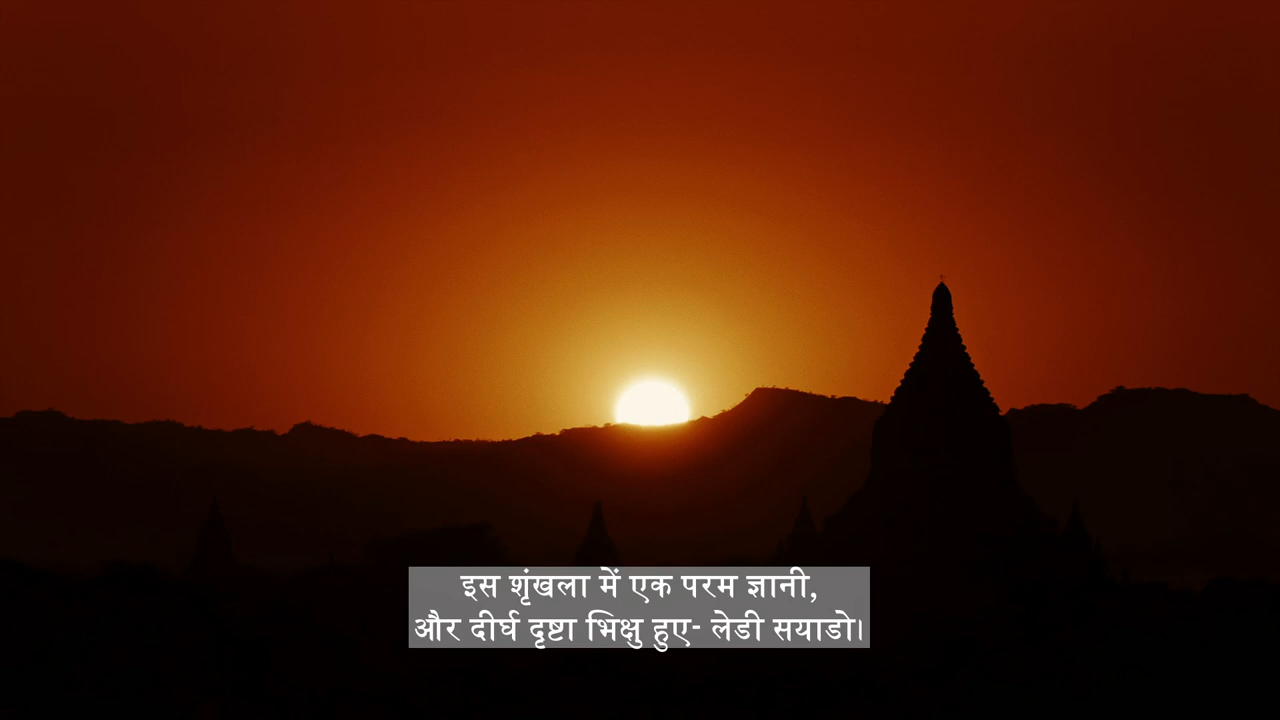 इस शृंखला में एक परम ज्ञानी,
और दीर्घ दृष्टा भिक्षु हुए- लेडी सयाडो।